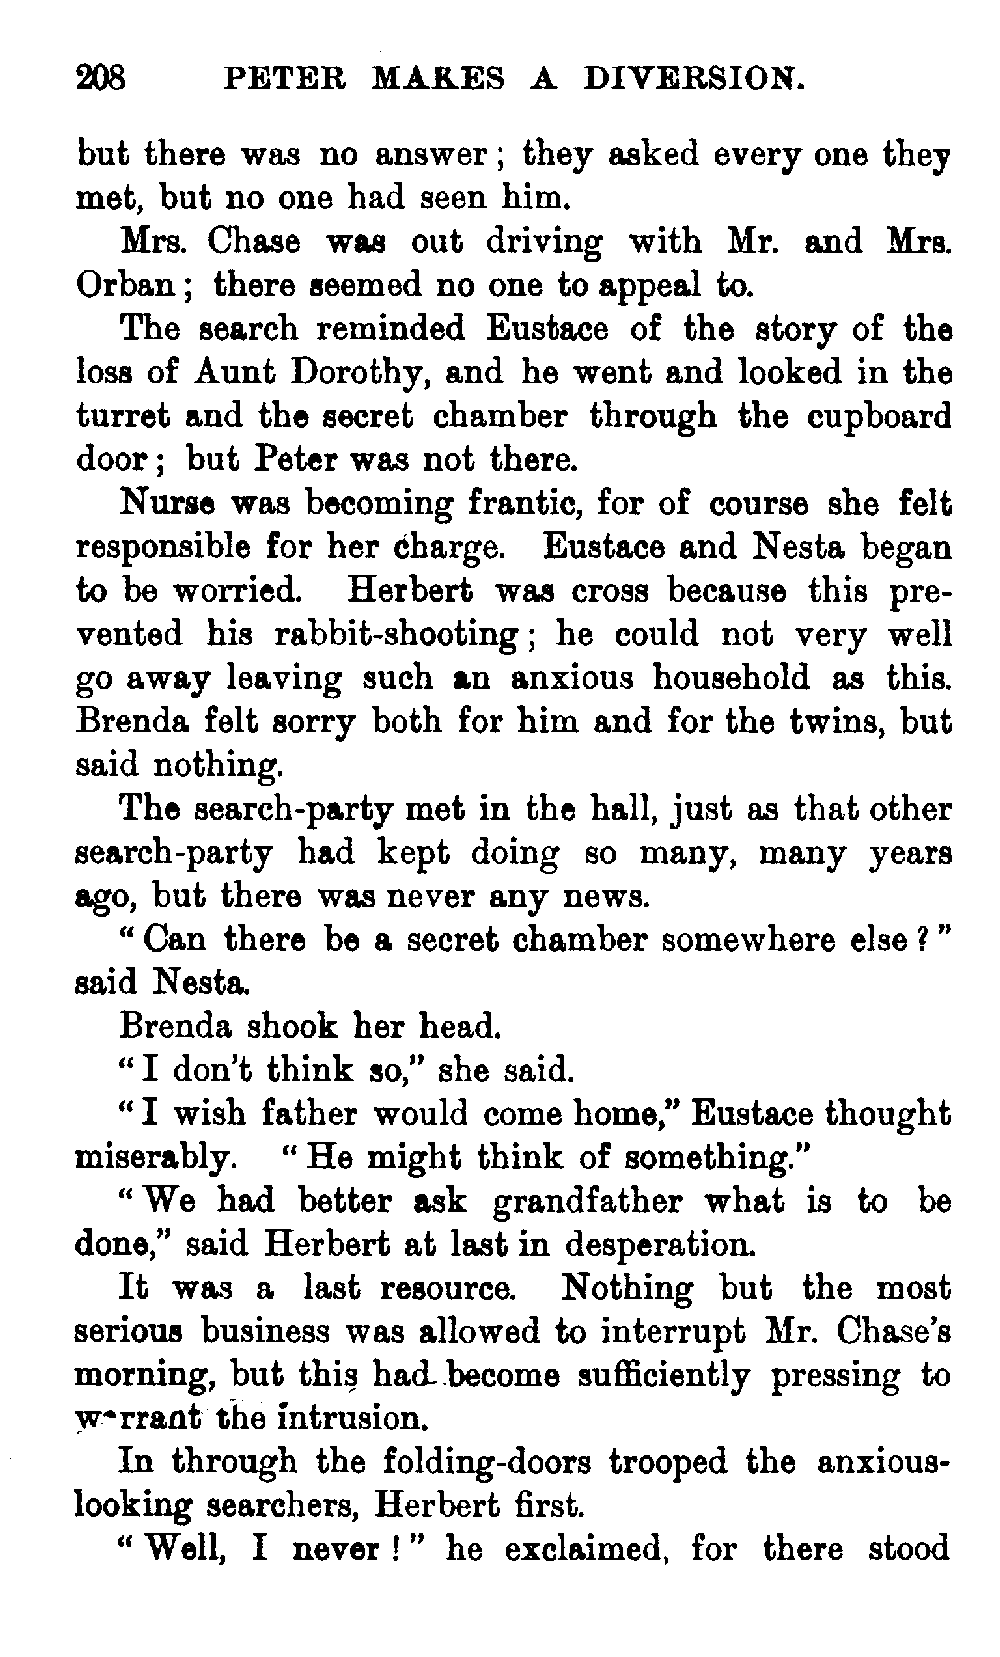 208 PETER MAKES A DIVERSION.
but there was no answer; they asked every one they
met, but no one had seen him.
Mrs. Chase was out driving with Mr. and Mrs.
Orban; there seemed no one to appeal to.
The search reminded Eustace of the story of the
loss of Aunt Dorothy, and he went and looked in the
turret and the secret chamber through the cupboard
door; but Peter was not there.
Nurse was becoming frantic, for of course she felt
responsible for her charge. Eustace and Nesta began
to be worried. Herbert was cross because this pre-
vented his rabbit-shooting; he could not very well
go away leaving such an anxious household as this.
Brenda felt sorry both for him and for the twins, but
said nothing.
The search-party met in the hall, just as that other
search-party had kept doing so many, many years
ago, but there was never any news.
"Can there be a secret chamber somewhere else?"
said Nesta.
Brenda shook her head.
"I don't think so," she said.
"I wish father would come home," Eustace thought
miserably. "He might think of something."
"We had better ask grandfather what is to be
done," said Herbert at last in desperation.
It was a last resource. Nothing but the most
serious business was allowed to interrupt Mr. Chase's
morning, but this had become sufficiently pressing to
warrant the intrusion.
In through the folding-doors trooped the anxious-
looking searchers, Herbert first.
"Well, I never!" he exclaimed, for there stood